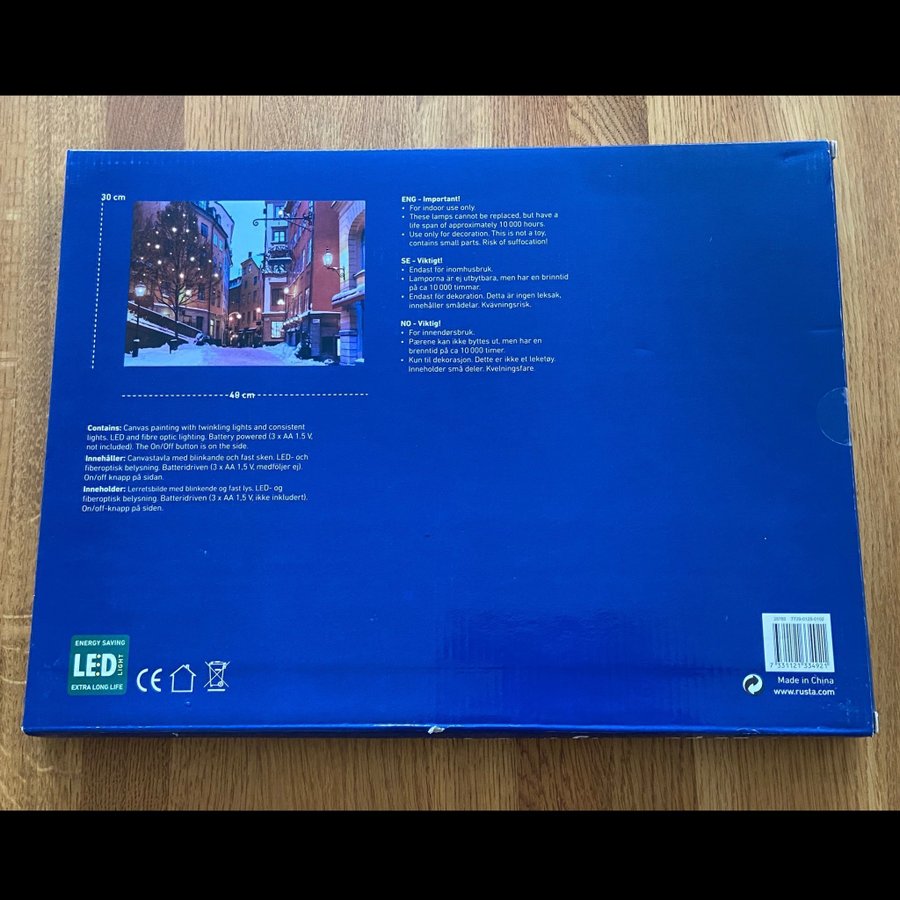 30 cm
48 cm
ENG - Important!
• For indoor use only.
• These lamps cannot be replaced, but have a
life span of approximately 10 000 hours.
• Use only for decoration. This is not a toy,
contains small parts. Risk of suffocation!
SE - Viktigt!
• Endast för inomhusbruk.
• Lamporna är ej utbytbara, men har en brinntid
på ca 10 000 timmar.
• Endast för dekoration. Detta är ingen leksak,
innehåller smådelar. Kvävningsrisk.
NO - Viktig!
• For innendørsbruk.
• Pærene kan ikke byttes ut, men har en
brenntid på ca 10 000 timer.
• Kun til dekorasjon. Dette er ikke et leketøy.
Inneholder små deler. Kvelningsfare.
Contains: Canvas painting with twinkling lights and consistent
lights. LED and fibre optic lighting. Battery powered (3 x AA 1.5 V,
not included). The On/Off button is on the side.
Innehåller: Canvastavla med blinkande och fast sken. LED- och
fiberoptisk belysning. Batteridriven (3 x AA 1,5 V, medföljer ej).
On/off knapp på sidan.
Inneholder: Lerretsbilde med blinkende og fast lys. LED- og
fiberoptisk belysning. Batteridriven (3 x AA 1,5 V, ikke inkludert).
On/off-knapp på siden.
ENERGY SAVING
LED LIGHT
EXTRA LONG LIFE
CE
7 331121 334921
Made in China
www.rusta.com